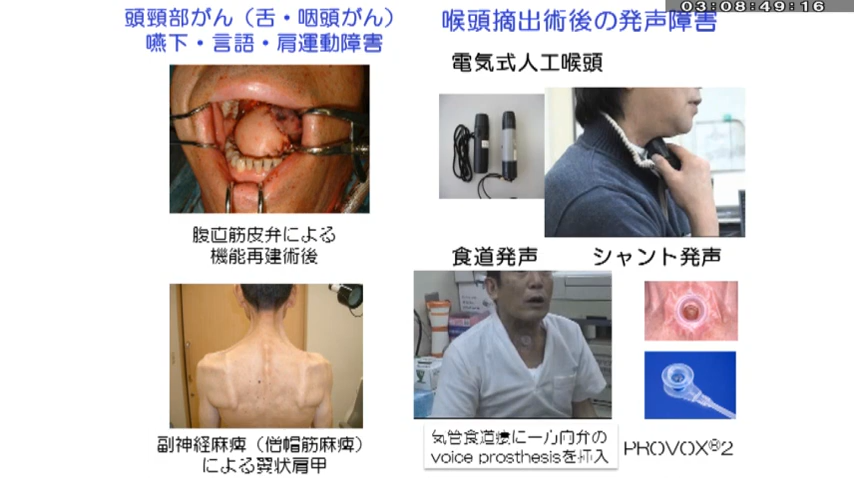 03:08:49:16
頭頸部がん（舌・咽頭がん）
嚥下・言語・肩運動障害
腹直筋皮弁による
機能再建術後
副神経麻痺（僧帽筋麻痺）
による翼状肩甲
喉頭摘出術後の発声障害
電気式人工喉頭
食道発声
シャント発声
気管食道瘻に一方向弁の
voice prosthesisを挿入
PROVOX®2